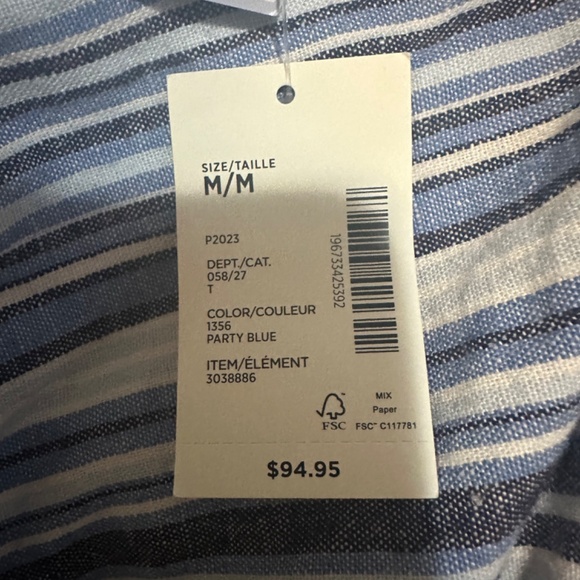 SIZE/TAILLE
M/M
P2023
DEPT./CAT.
058/27
T
COLOR/COULEUR
1356
PARTY BLUE
ITEM/ÉLÉMENT
3038886
196733425392
FSC™
MIX
Paper
FSC™ C117781
$94.95